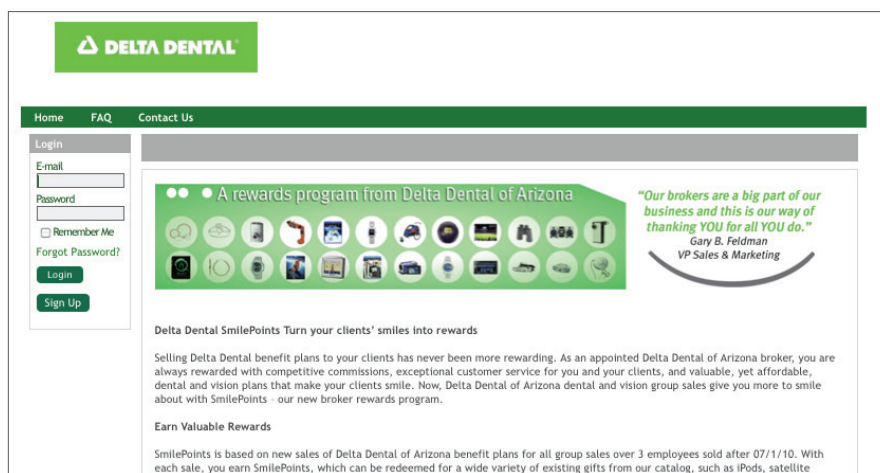 DELTA DENTAL®
Home FAQ Contact Us
Login
E-mail
Password
Remember Me
Forgot Password?
Login
Sign Up
A rewards program from Delta Dental of Arizona
“Our brokers are a big part of our
business and this is our way of
thanking YOU for all YOU do.”
Gary B. Feldman
VP Sales & Marketing
Delta Dental SmilePoints Turn your clients’ smiles into rewards
Selling Delta Dental benefit plans to your clients has never been more rewarding. As an appointed Delta Dental of Arizona broker, you are
always rewarded with competitive commissions, exceptional customer service for you and your clients, and valuable, yet affordable,
dental and vision plans that make your clients smile. Now, Delta Dental of Arizona dental and vision group sales give you more to smile
about with SmilePoints - our new broker rewards program.
Earn Valuable Rewards
SmilePoints is based on new sales of Delta Dental of Arizona benefit plans for all group sales over 3 employees sold after 07/1/10. With
each sale, you earn SmilePoints, which can be redeemed for a wide variety of existing gifts from our catalog, such as iPods, satellite